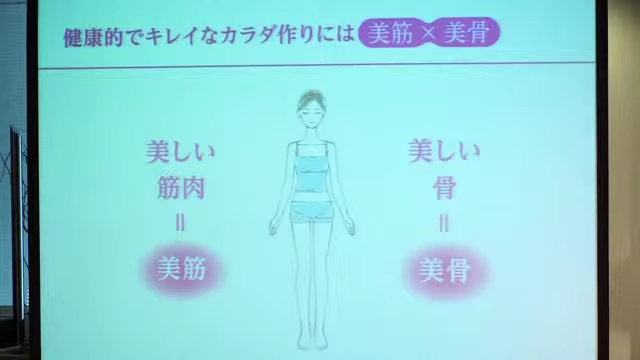 健康的でキレイなカラダ作りには 美筋×美骨
美しい
筋肉
=
美筋
美しい
骨
=
美骨